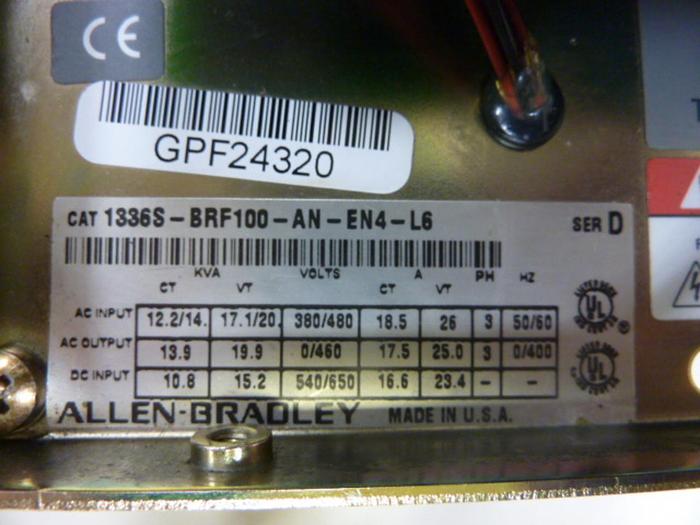 CE
GPF24320
CAT 1336S-BRF100-AN-EN4-L6 SER D
KVA VOLTS A PH HZ
CT VT CT VT
AC INPUT 12.2/14. 17.1/20. 380/480 18.5 26 3 50/60
AC OUTPUT 13.9 19.9 0/460 17.5 25.0 3 0/400
DC INPUT 10.8 15.2 540/650 16.6 23.4 - -
ALLEN-BRADLEY MADE IN U.S.A.
UL
UL
T